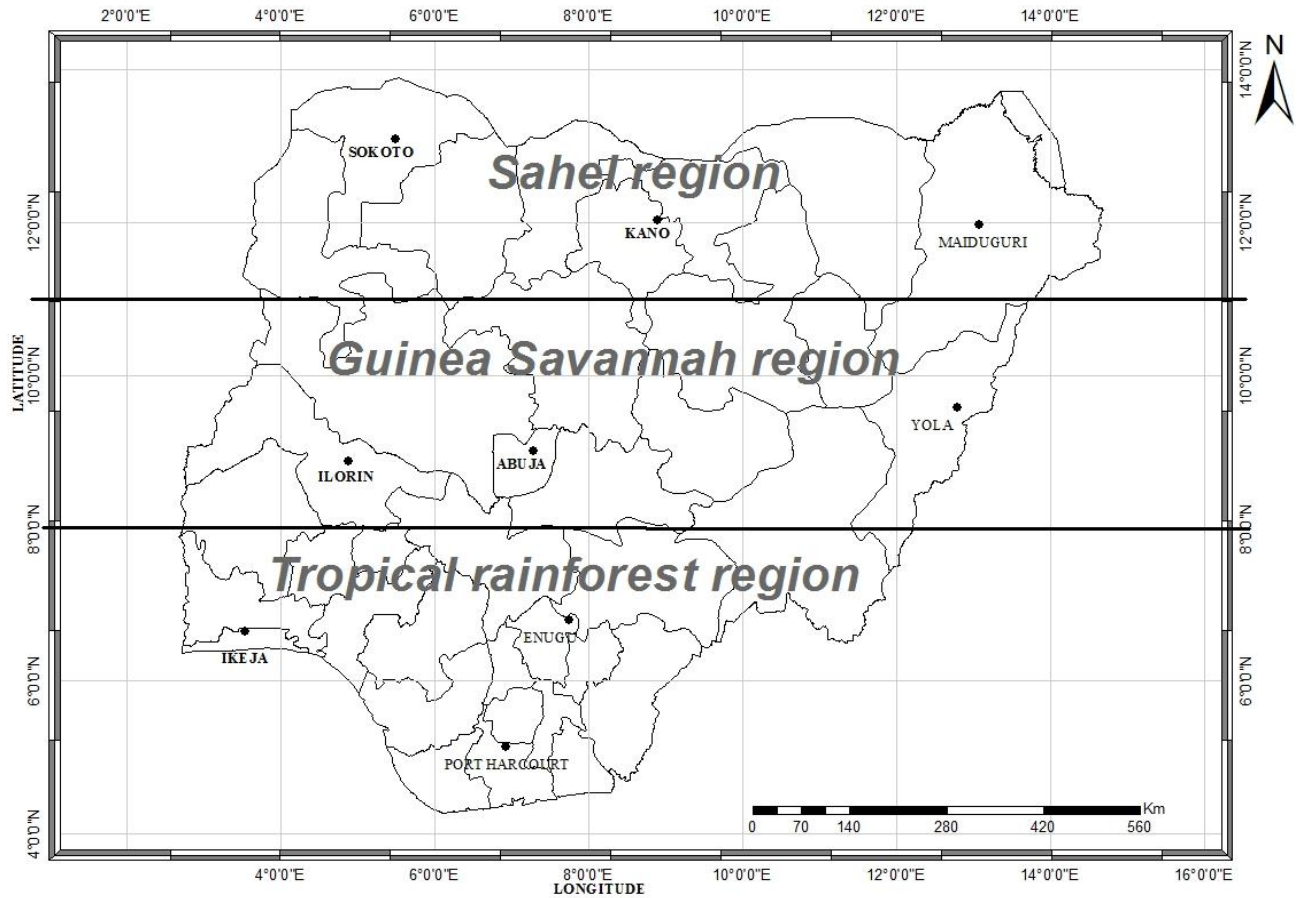 2°0'0"E 4°0'0"E 6°0'0"E 8°0'0"E 10°0'0"E 12°0'0"E 14°0'0"E
N
14°0'0"N
14°0'0"N
SOKOTO
Sahel region
12°0'0"N
12°0'0"N
KANO
MAIDUGURI
LATITUDE
Guinea Savannah region
10°0'0"N
10°0'0"N
YOLA
ILORIN
ABUJA
8°0'0"N
8°0'0"N
Tropical rainforest region
ENUGU
IKEJA
6°0'0"N
6°0'0"N
PORT HARCOURT
Km
0 70 140 280 420 560
4°0'0"N
4°0'0"E 6°0'0"E 8°0'0"E 10°0'0"E 12°0'0"E 14°0'0"E 16°0'0"E
LONGITUDE